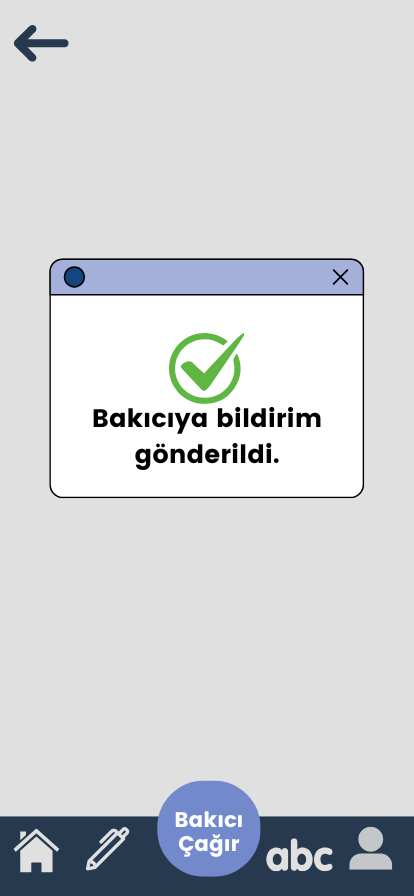 Bakıcıya bildirim
gönderildi.
Bakıcı
Çağır
abc